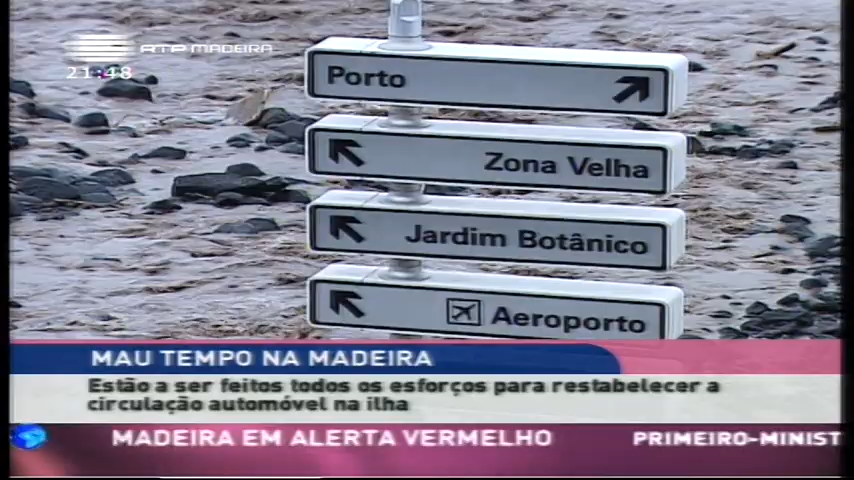 RTP MADEIRA
21:48
Porto
Zona Velha
Jardim Botânico
Aeroporto
MAU TEMPO NA MADEIRA
Estão a ser feitos todos os esforços para restabelecer a
circulação automóvel na ilha
MADEIRA EM ALERTA VERMELHO PRIMEIRO-MINIST